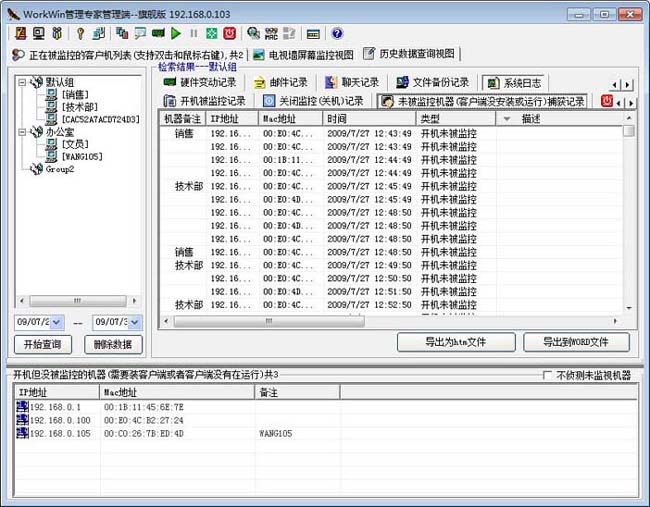 WorkWin管理专家管理端--旗舰版 192.168.0.103
正在被监控的客户机列表(支持双击和鼠标右键),共2 电视墙屏幕监控视图 历史数据查询视图
默认组
[销售]
[技术部]
[CAC52A7ACD724D3]
办公室
[文员]
[WANG105]
Group2
09/07/2 -- 09/07/3
开始查询 删除数据
检索结果---默认组
硬件变动记录 邮件记录 聊天记录 文件备份记录 系统日志
开机被监控记录 关闭监控(关机)记录 未被监控机器(客户端没安装或运行)捕获记录
机器备注 IP地址 Mac地址 时间 类型 描述
销售 192.16... 00:E0:4C... 2009/7/27 12:43:49 开机未被监控
192.16... 00:E0:4C... 2009/7/27 12:43:49 开机未被监控
192.16... 00:1B:11... 2009/7/27 12:44:49 开机未被监控
192.16... 00:E0:4C... 2009/7/27 12:44:49 开机未被监控
技术部 192.16... 00:E0:4C... 2009/7/27 12:45:49 开机未被监控
192.16... 00:E0:4D... 2009/7/27 12:45:49 开机未被监控
192.16... 00:E0:4D... 2009/7/27 12:48:50 开机未被监控
192.16... 00:E0:4C... 2009/7/27 12:48:50 开机未被监控
192.16... 00:E0:4C... 2009/7/27 12:48:50 开机未被监控
销售 192.16... 00:E0:4C... 2009/7/27 12:48:50 开机未被监控
技术部 192.16... 00:E0:4C... 2009/7/27 12:49:50 开机未被监控
192.16... 00:E0:4C... 2009/7/27 12:50:50 开机未被监控
192.16... 00:E0:4D... 2009/7/27 12:51:50 开机未被监控
技术部 192.16... 00:E0:4C... 2009/7/27 12:52:50 开机未被监控
导出为htm文件 导出到WORD文件
开机但没被监控的机器(需要装客户端或者客户端没有在运行)共3 不侦测未监视机器
IP地址 Mac地址 备注
192.168.0.1 00:1B:11:45:6E:7E
192.168.0.100 00:E0:4C:B2:27:24
192.168.0.105 00:C0:26:7B:ED:4D WANG105